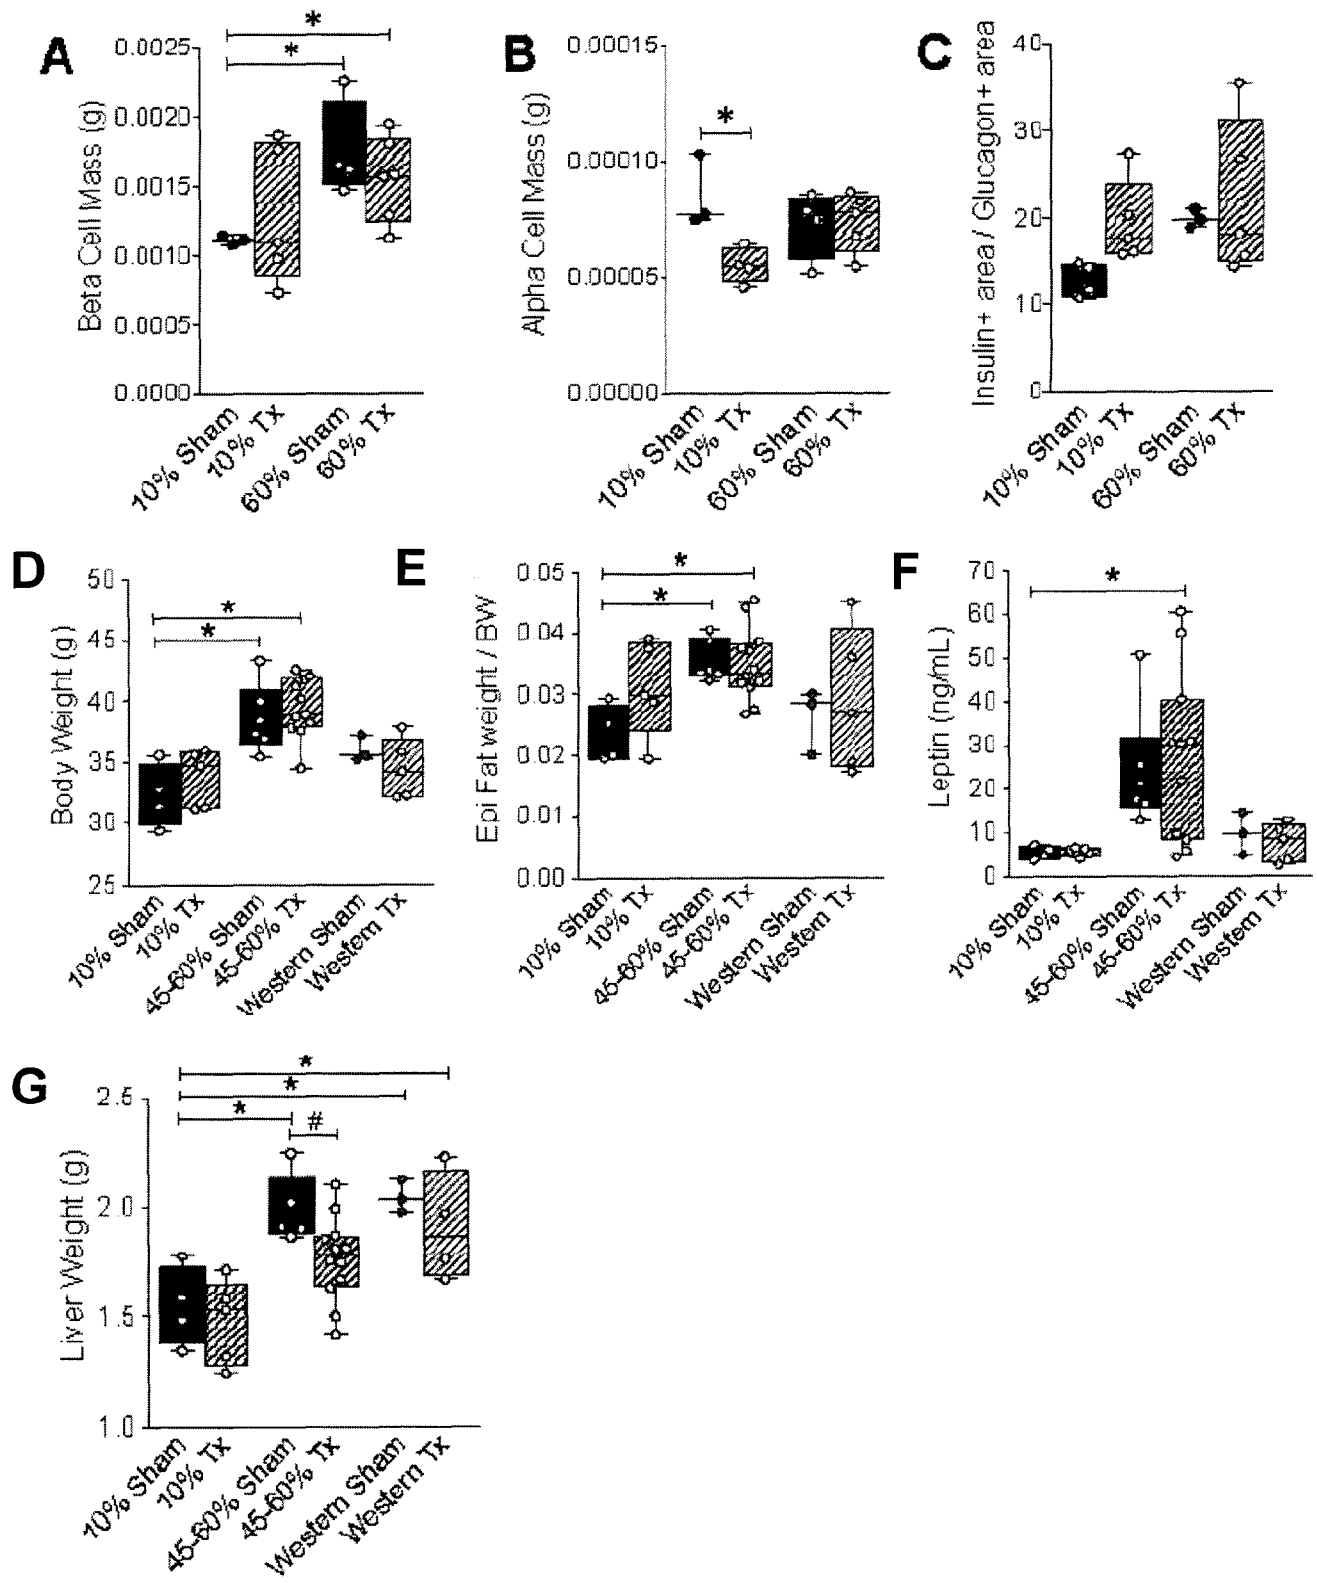 A
Beta Cell Mass (g)
0.0025
0.0020
0.0015
0.0010
0.0005
0.0000
*
*
10% Sham
10% Tx
60% Sham
60% Tx
B
Alpha Cell Mass (g)
0.00015
0.00010
0.00005
0.00000
*
10% Sham
10% Tx
60% Sham
60% Tx
C
Insulin+ area / Glucagon+ area
40
30
20
10
0
10% Sham
10% Tx
60% Sham
60% Tx
D
Body Weight (g)
50
45
40
35
30
25
*
*
10% Sham
10% Tx
45-60% Sham
45-60% Tx
Western Sham
Western Tx
E
Epi Fat weight / BW
0.05
0.04
0.03
0.02
0.01
0.00
*
*
10% Sham
10% Tx
45-60% Sham
45-60% Tx
Western Sham
Western Tx
F
Leptin (ng/mL)
70
60
50
40
30
20
10
0
*
10% Sham
10% Tx
45-60% Sham
45-60% Tx
Western Sham
Western Tx
G
Liver Weight (g)
2.5
2.0
1.5
1.0
*
*
*
#
10% Sham
10% Tx
45-60% Sham
45-60% Tx
Western Sham
Western Tx